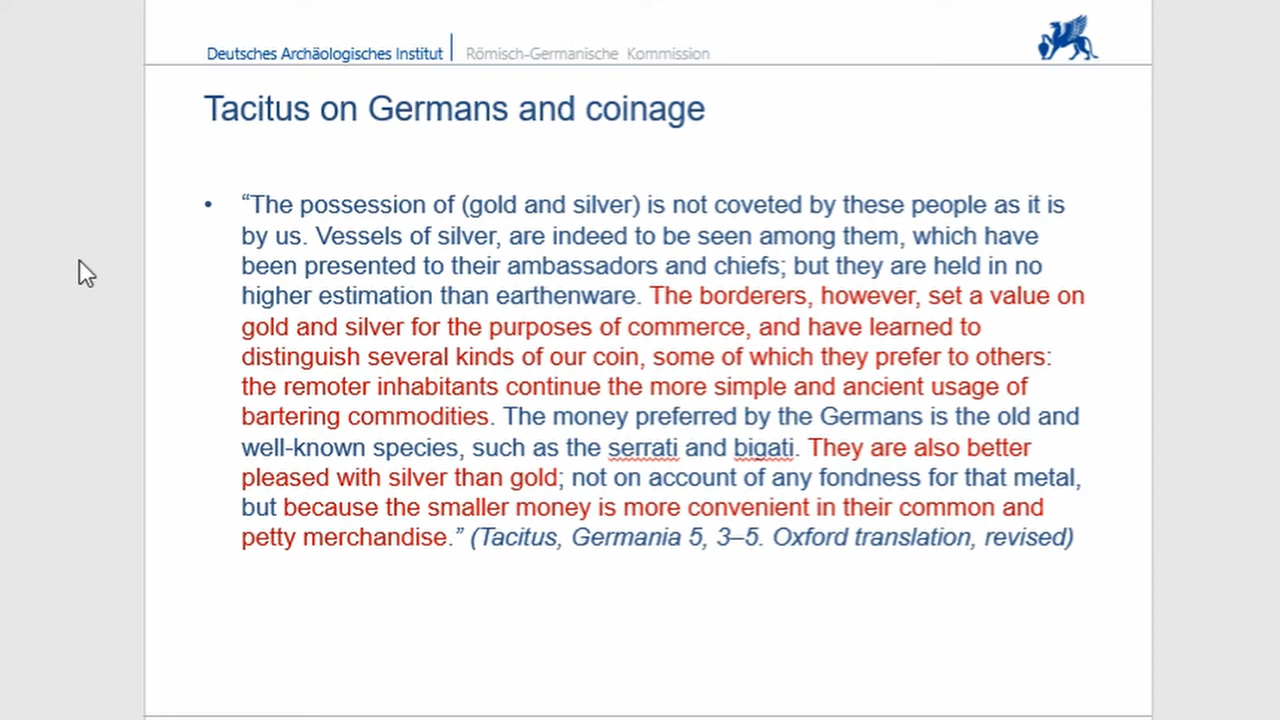 Deutsches Archäologisches Institut | Römisch-Germanische Kommission
Tacitus on Germans and coinage
• “The possession of (gold and silver) is not coveted by these people as it is
by us. Vessels of silver, are indeed to be seen among them, which have
been presented to their ambassadors and chiefs; but they are held in no
higher estimation than earthenware. The borderers, however, set a value on
gold and silver for the purposes of commerce, and have learned to
distinguish several kinds of our coin, some of which they prefer to others:
the remoter inhabitants continue the more simple and ancient usage of
bartering commodities. The money preferred by the Germans is the old and
well-known species, such as the serrati and bigati. They are also better
pleased with silver than gold; not on account of any fondness for that metal,
but because the smaller money is more convenient in their common and
petty merchandise.” (Tacitus, Germania 5, 3–5. Oxford translation, revised)